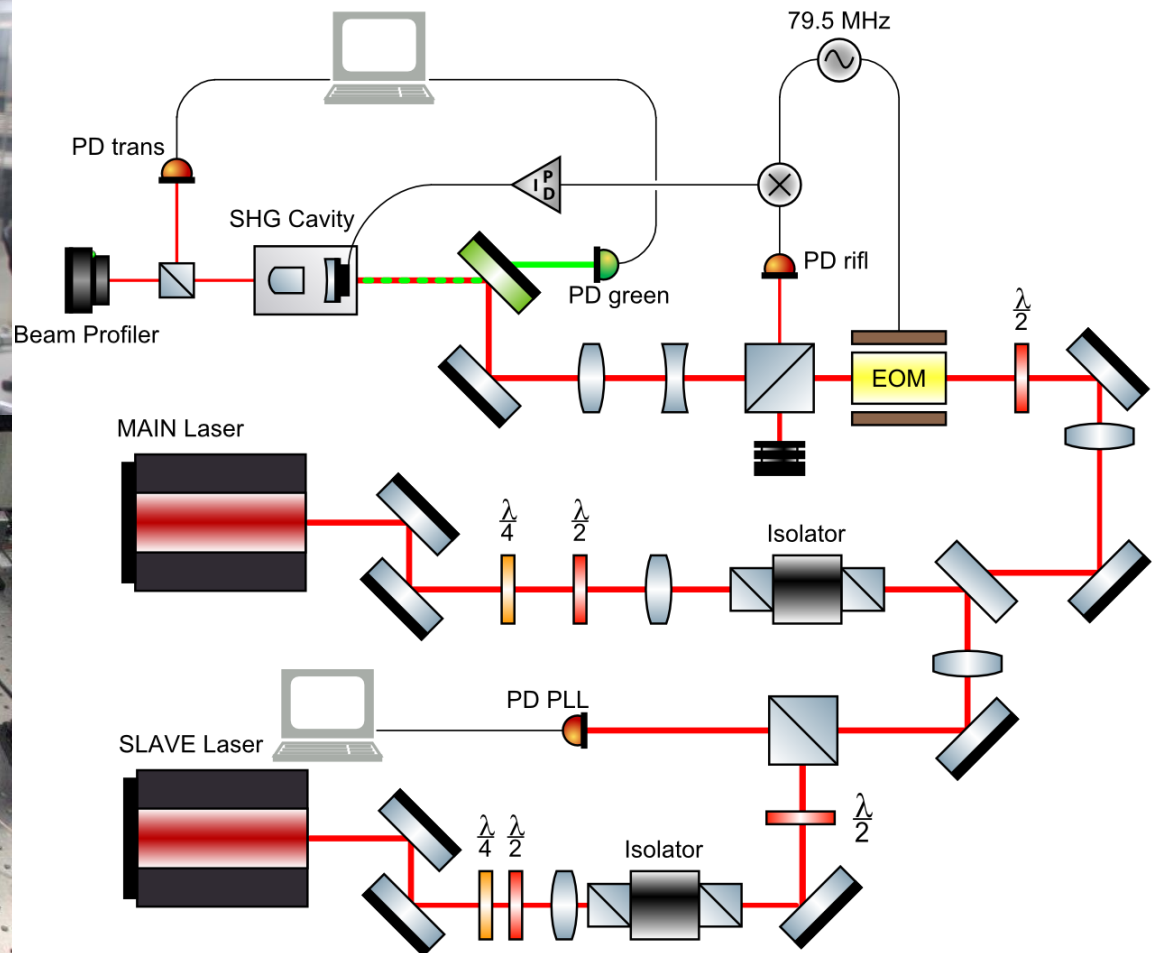 79.5 MHz
PD trans
P
I
D
SHG Cavity
PD rifl
PD green
λ
2
Beam Profiler
EOM
MAIN Laser
λ
4
λ
2
Isolator
PD PLL
SLAVE Laser
λ
4
λ
2
Isolator
λ
2